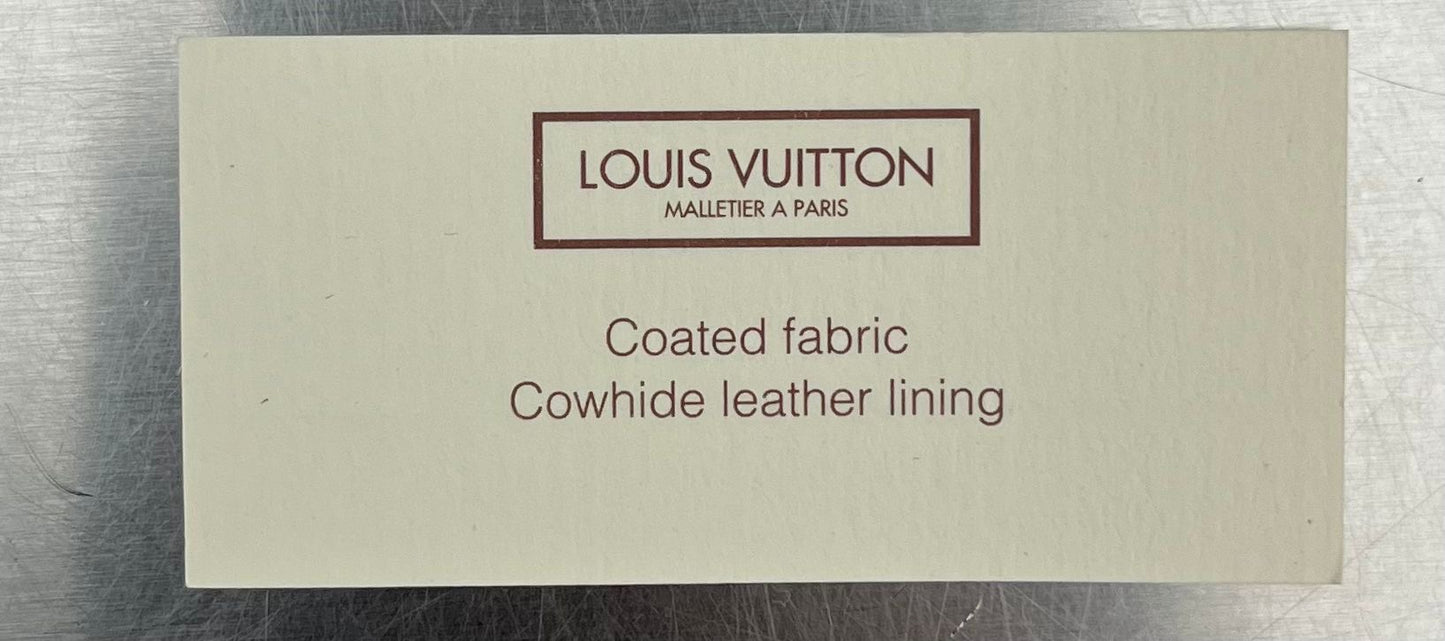 LOUIS VUITTON
MALLETIER A PARIS
Coated fabric
Cowhide leather lining